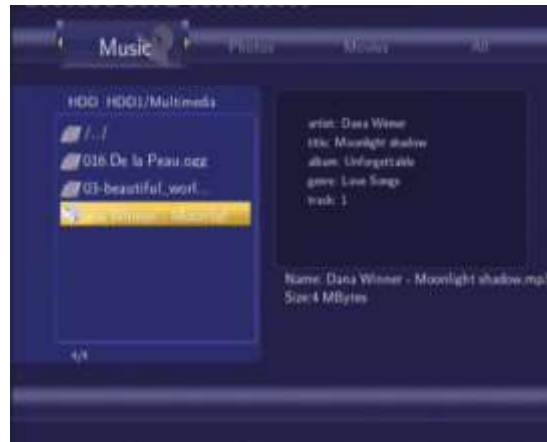 Music Photos Movies All
HDD HDD1/Multimedia
/../
016 De la Peau.ogg
03-beautiful_worl...
artist: Dana Winner
title: Moonlight shadow
album: Unforgettable
genre: Love Songs
track: 1
Name: Dana Winner - Moonlight shadow.mp3
Size:4 MBytes
4/4